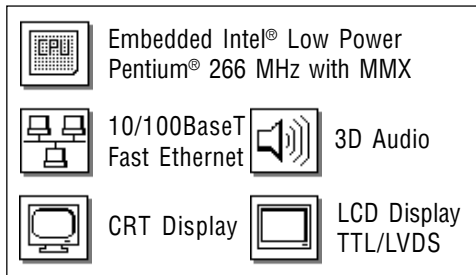 CPU
Embedded Intel® Low Power
Pentium® 266 MHz with MMX
10/100BaseT
Fast Ethernet
3D Audio
CRT Display
LCD Display
TTL/LVDS